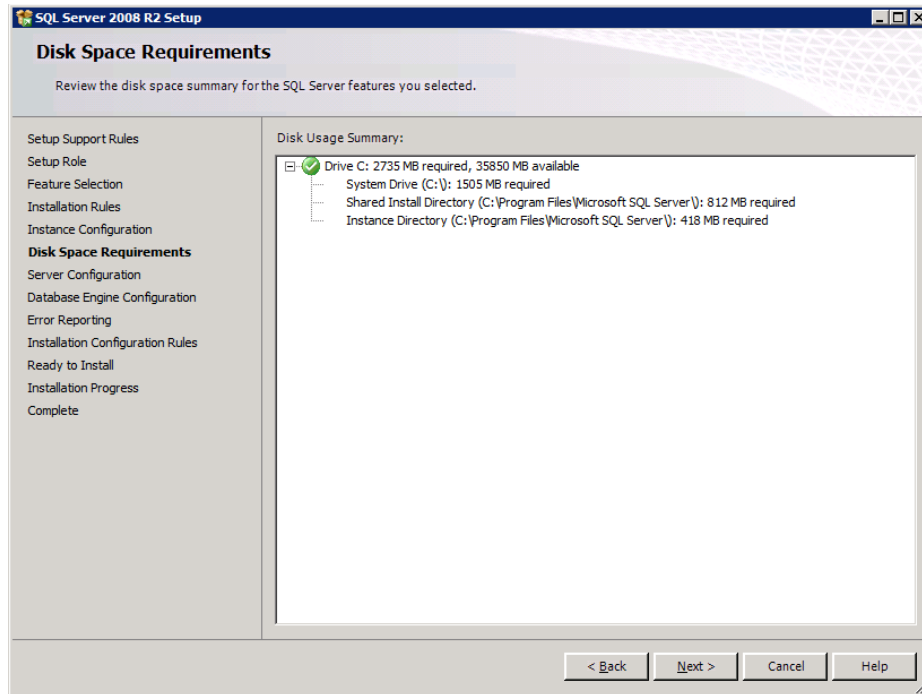 SQL Server 2008 R2 Setup
Disk Space Requirements
Review the disk space summary for the SQL Server features you selected.
Setup Support Rules
Setup Role
Feature Selection
Installation Rules
Instance Configuration
Disk Space Requirements
Server Configuration
Database Engine Configuration
Error Reporting
Installation Configuration Rules
Ready to Install
Installation Progress
Complete
Disk Usage Summary:
Drive C: 2735 MB required, 35850 MB available
System Drive (C:\): 1505 MB required
Shared Install Directory (C:\Program Files\Microsoft SQL Server\): 812 MB required
Instance Directory (C:\Program Files\Microsoft SQL Server\): 418 MB required
< Back
Next >
Cancel
Help